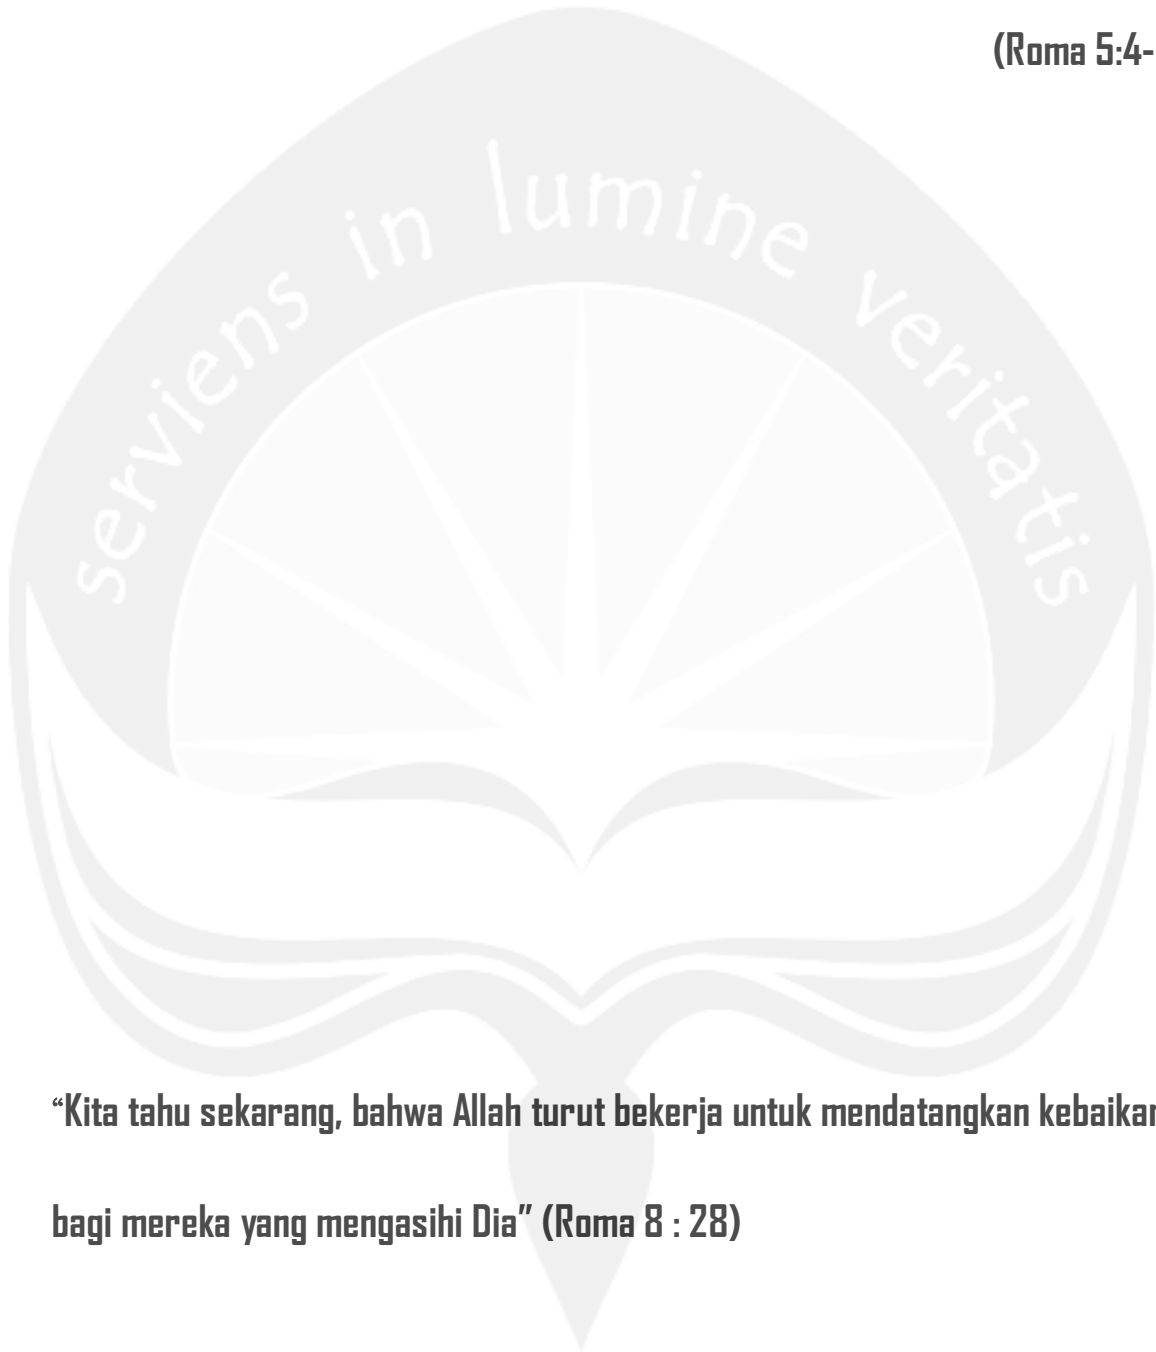 (Roma 5:4-
serviens in lumine veritatis
“Kita tahu sekarang, bahwa Allah turut bekerja untuk mendatangkan kebaikan
bagi mereka yang mengasihi Dia” (Roma 8 : 28)